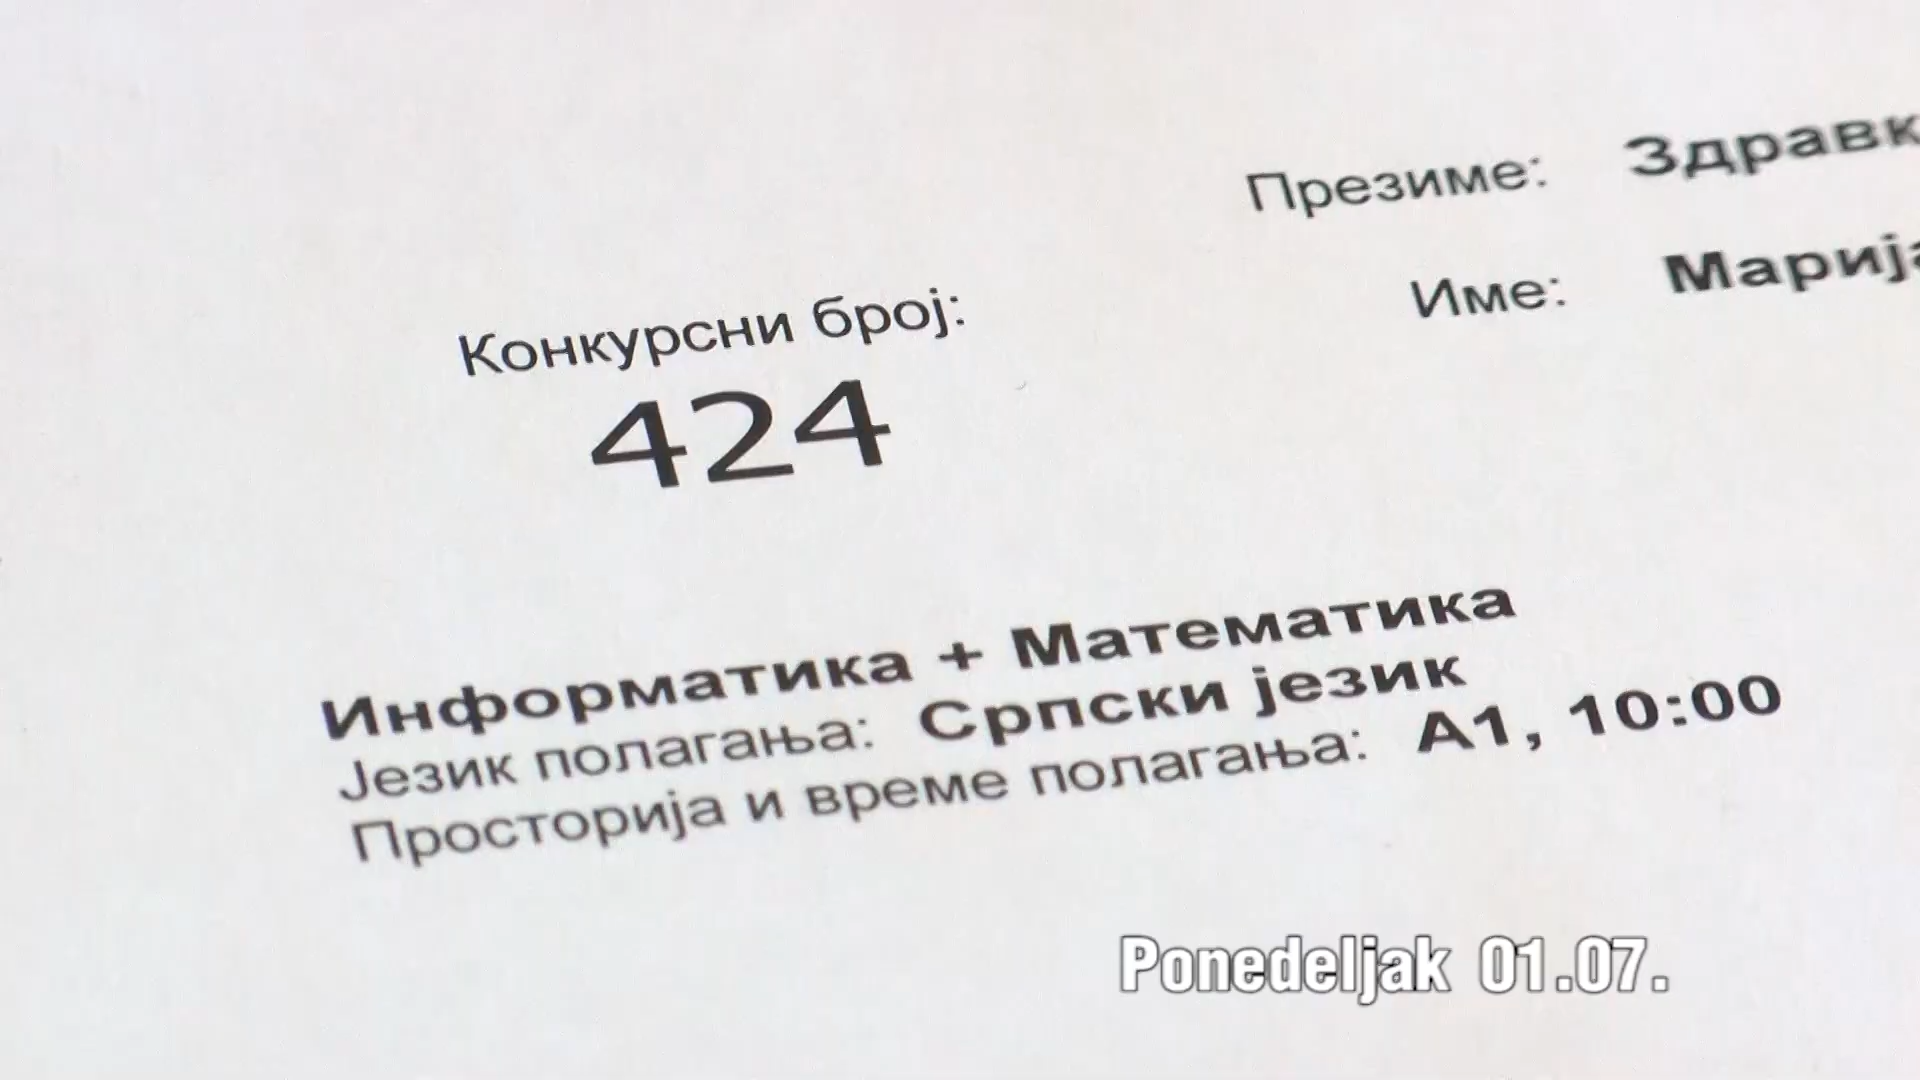 Презиме: Здравк
Име: Марија
Конкурсни број:
424
Информатика + Математика
Језик полагања: Српски језик
Просторија и време полагања: А1, 10:00
Ponedeljak 01.07.